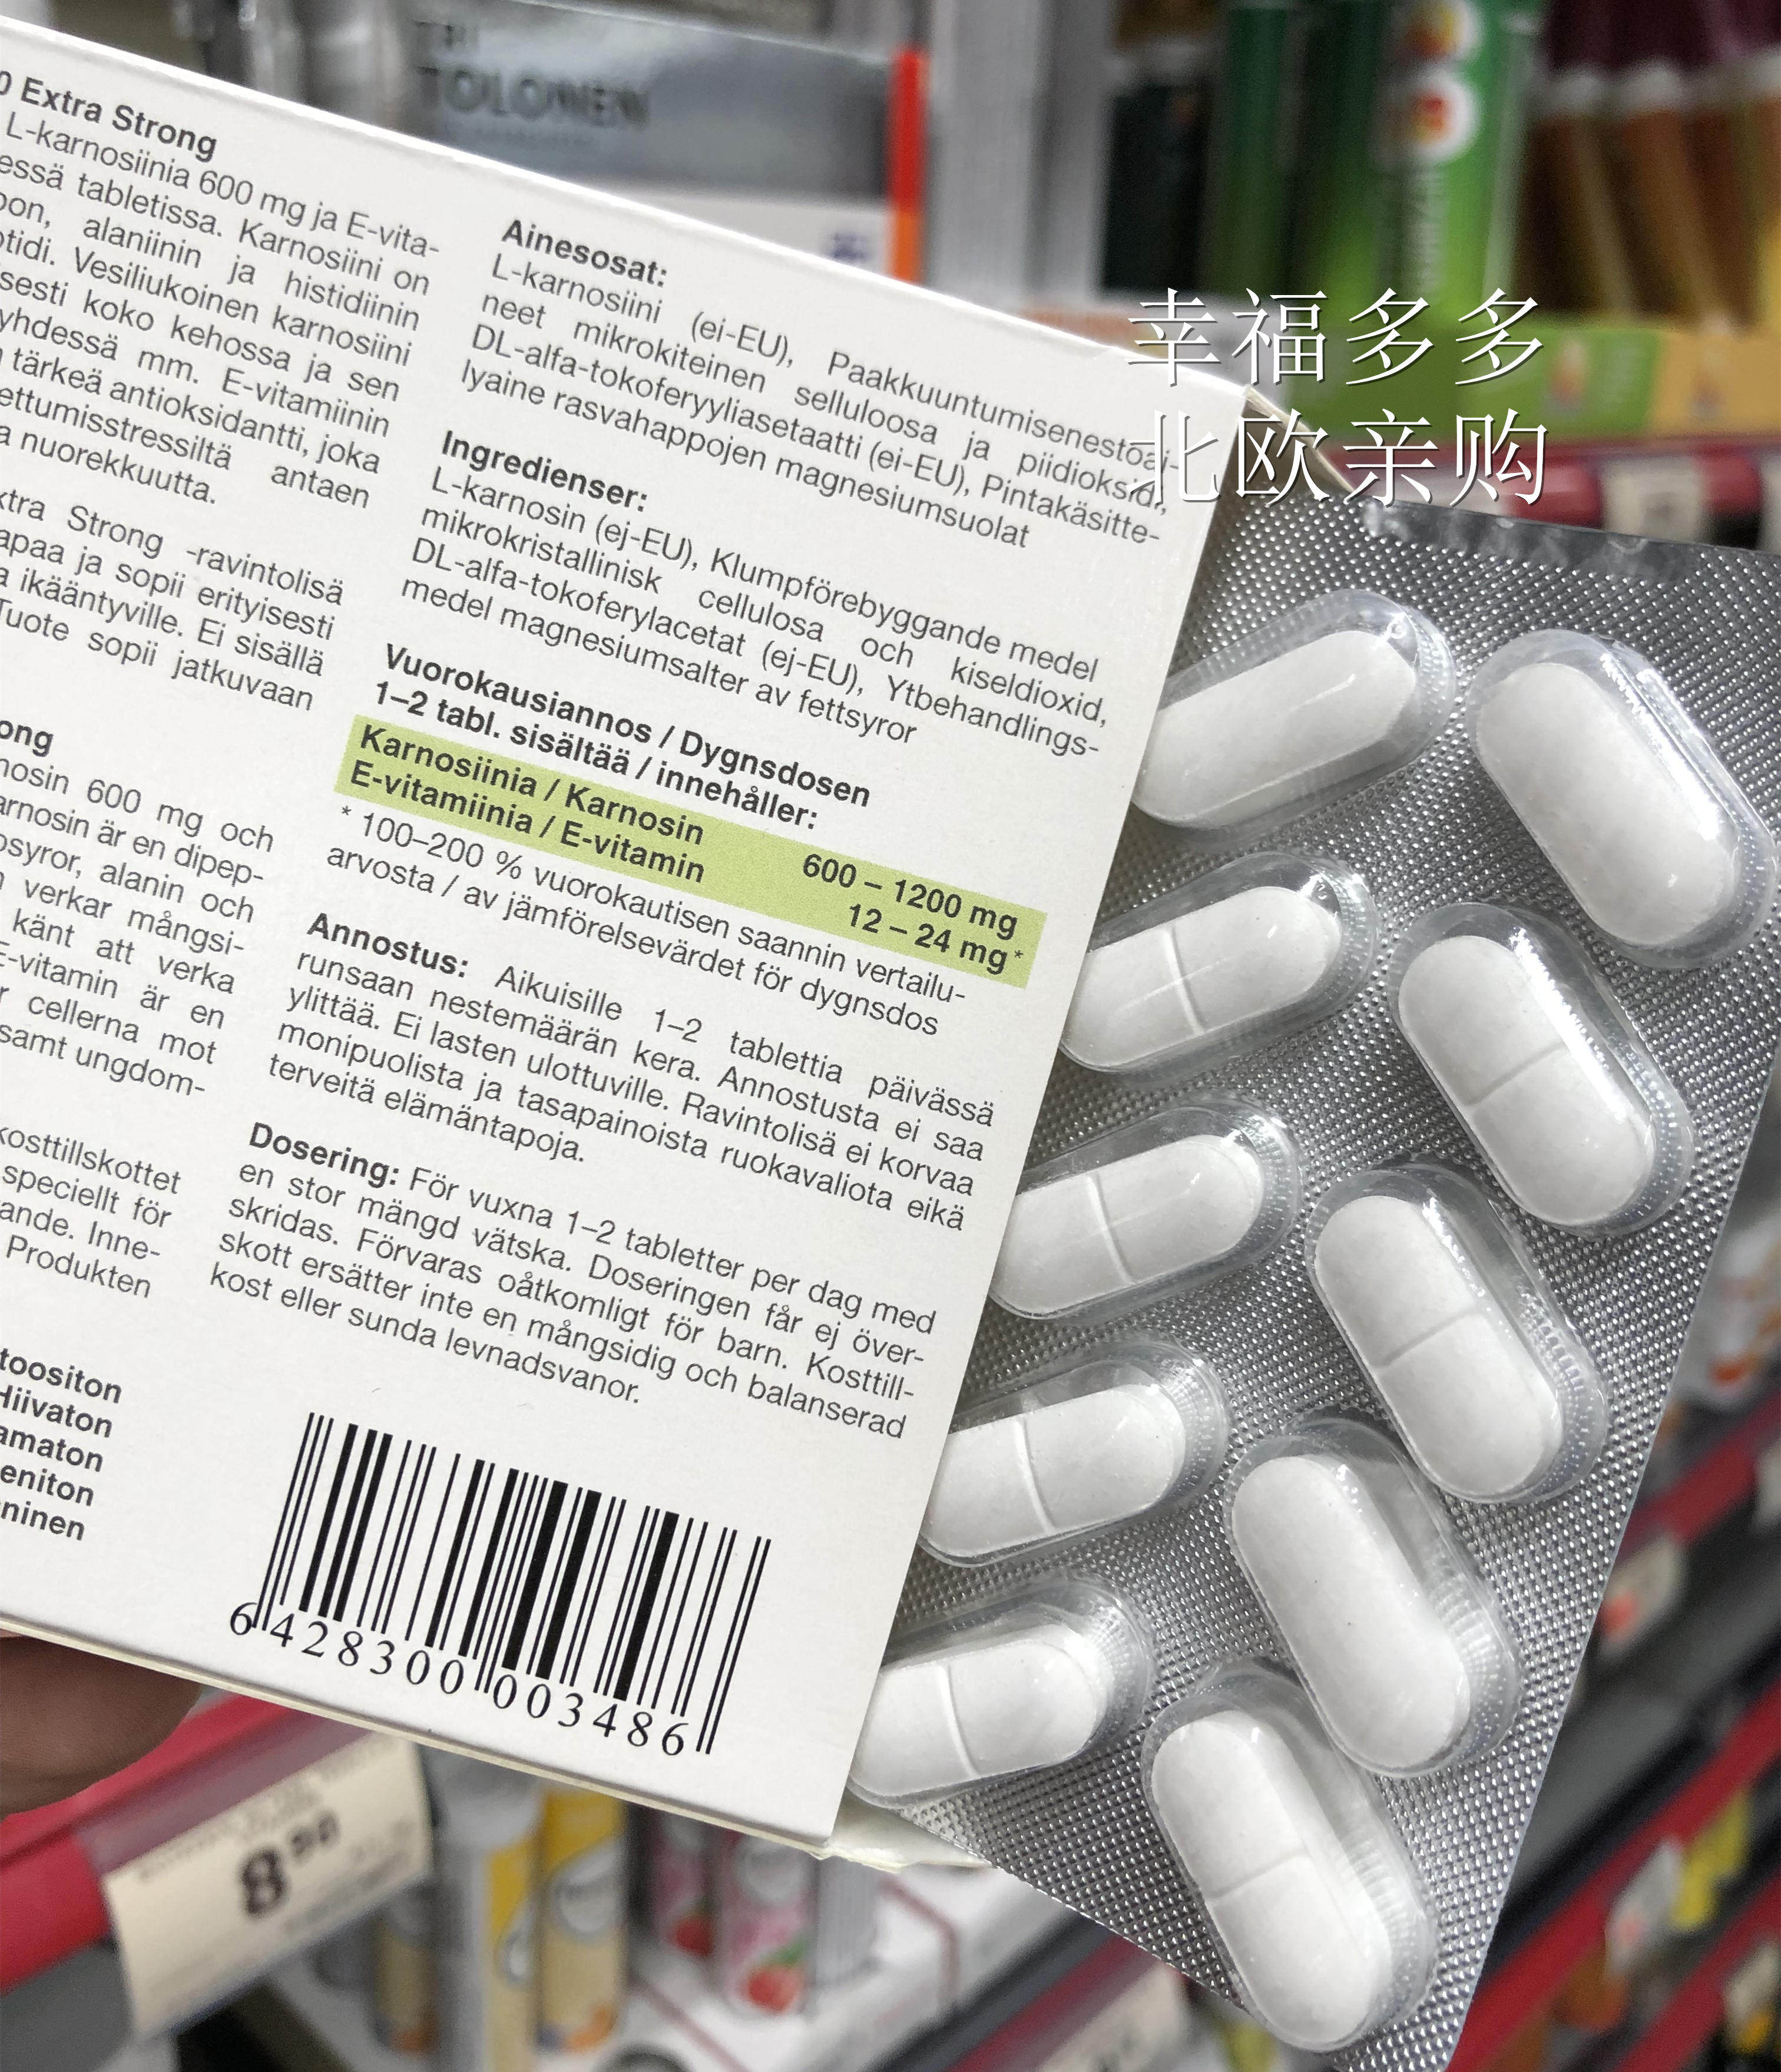 TOLONEN
0 Extra Strong
L-karnosiinia 600 mg ja E-vita-
essä tabletissa. Karnosiini on
oon, alaniinin ja histidiinin
otidi. Vesiliukoinen karnosiini
sesti koko kehossa ja sen
yhdessä mm. E-vitamiinin
tärkeä antioksidantti, joka
ettumisstressiltä antaen
a nuorekkuutta.
xtra Strong -ravintolisä
apaa ja sopii erityisesti
a ikääntyville. Ei sisällä
Tuote sopii jatkuvaan
ong
nosin 600 mg och
arnosin är en dipep-
osyror, alanin och
verkar mångsi-
känt att verka
E-vitamin är en
r cellerna mot
samt ungdom-
kosttillskottet
speciellt för
ande. Inne-
Produkten
toositon
Hiivaton
amaton
eniton
ninen
Ainesosat:
L-karnosiini (ei-EU), Paakkuuntumisenestoai-
neet mikrokiteinen selluloosa ja piidioksidi,
DL-alfa-tokoferyyliasetaatti (ei-EU), Pintakäsitte-
lyaine rasvahappojen magnesiumsuolat
Ingredienser:
L-karnosin (ej-EU), Klumpförebyggande medel
mikrokristallinisk cellulosa och kiseldioxid,
DL-alfa-tokoferylacetat (ej-EU), Ytbehandlings-
medel magnesiumsalter av fettsyror
Vuorokausiannos / Dygnsdosen
1–2 tabl. sisältää / innehåller:
Karnosiinia / Karnosin 600 – 1200 mg
E-vitamiinia / E-vitamin 12 – 24 mg*
* 100–200 % vuorokautisen saannin vertailu-
arvosta / av jämförelsevärdet för dygnsdos
Annostus: Aikuisille 1–2 tablettia päivässä
runsaan nestemäärän kera. Annostusta ei saa
ylittää. Ei lasten ulottuville. Ravintolisä ei korvaa
monipuolista ja tasapainoista ruokavaliota eikä
terveitä elämäntapoja.
Dosering: För vuxna 1–2 tabletter per dag med
en stor mängd vätska. Doseringen får ej över-
skridas. Förvaras oåtkomligt för barn. Kosttill-
skott ersätter inte en mångsidig och balanserad
kost eller sunda levnadsvanor.
6 428300 003486
幸福多多
北欧亲购
8 90